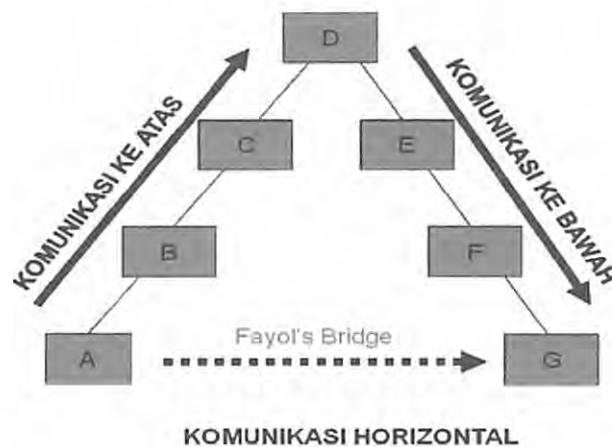 D
KOMUNIKASI KE ATAS
KOMUNIKASI KE BAWAH
C
E
B
F
Fayol's Bridge
A
G
KOMUNIKASI HORIZONTAL